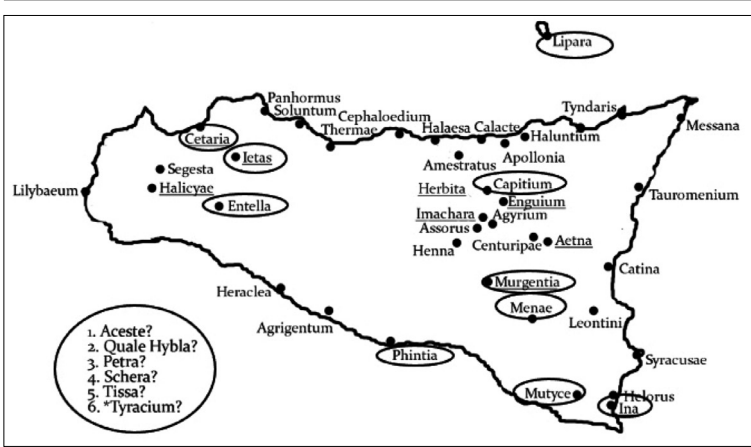 Lipara
Panhormus
Soluntum
Cephaloedium
Thermae
Halaesa
Calacte
Haluntium
Tyndaris
Messana
Cetaria
Ietas
Segesta
Halicyae
Lilybaeum
Entella
Amestratus
Apollonia
Herbita
Capitium
Enguium
Tauromenium
Imachara
Agyrium
Assorus
Henna
Centuripae
Aetna
Catina
Heraclea
Murgentia
Menae
Leontini
Agrigentum
Phintia
Syracusae
Mutyce
Helorus
Ina
1. Aceste?
2. Quale Hybla?
3. Petra?
4. Schera?
5. Tissa?
6. *Tyracium?